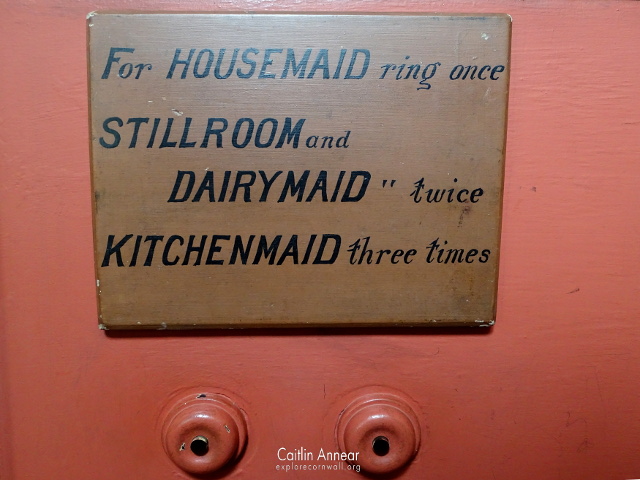 For HOUSEMAID ring once
STILLROOM and
DAIRYMAID " twice
KITCHENMAID three times
Caitlin Annear
explorecornwall.org